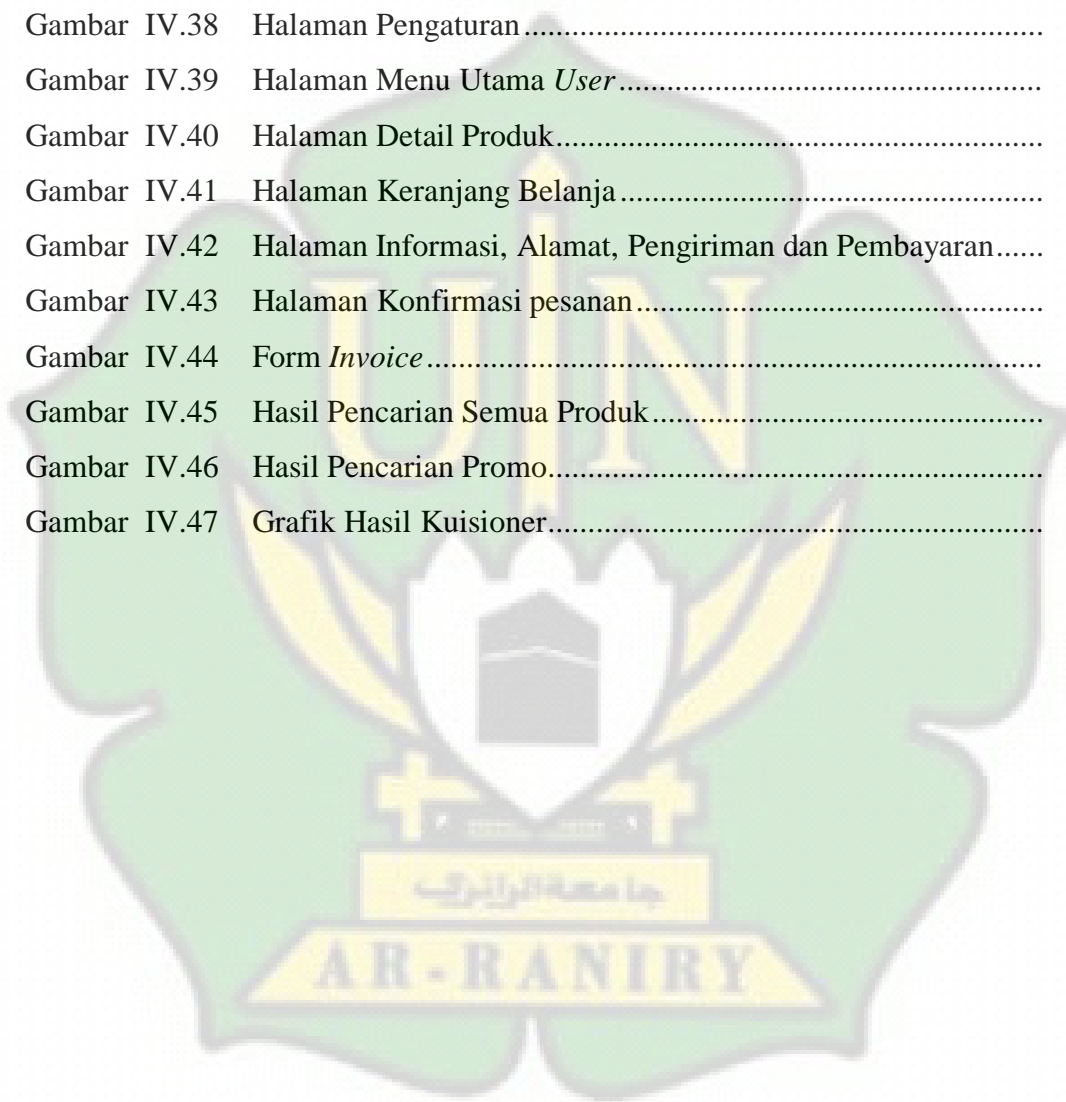 Gambar IV.38 Halaman Pengaturan.................................................................
Gambar IV.39 Halaman Menu Utama User.....................................................
Gambar IV.40 Halaman Detail Produk.............................................................
Gambar IV.41 Halaman Keranjang Belanja.....................................................
Gambar IV.42 Halaman Informasi, Alamat, Pengiriman dan Pembayaran......
Gambar IV.43 Halaman Konfirmasi pesanan...................................................
Gambar IV.44 Form Invoice.............................................................................
Gambar IV.45 Hasil Pencarian Semua Produk.................................................
Gambar IV.46 Hasil Pencarian Promo..............................................................
Gambar IV.47 Grafik Hasil Kuisioner..............................................................
UIN
جامعة الرانري
AR-RANIRY